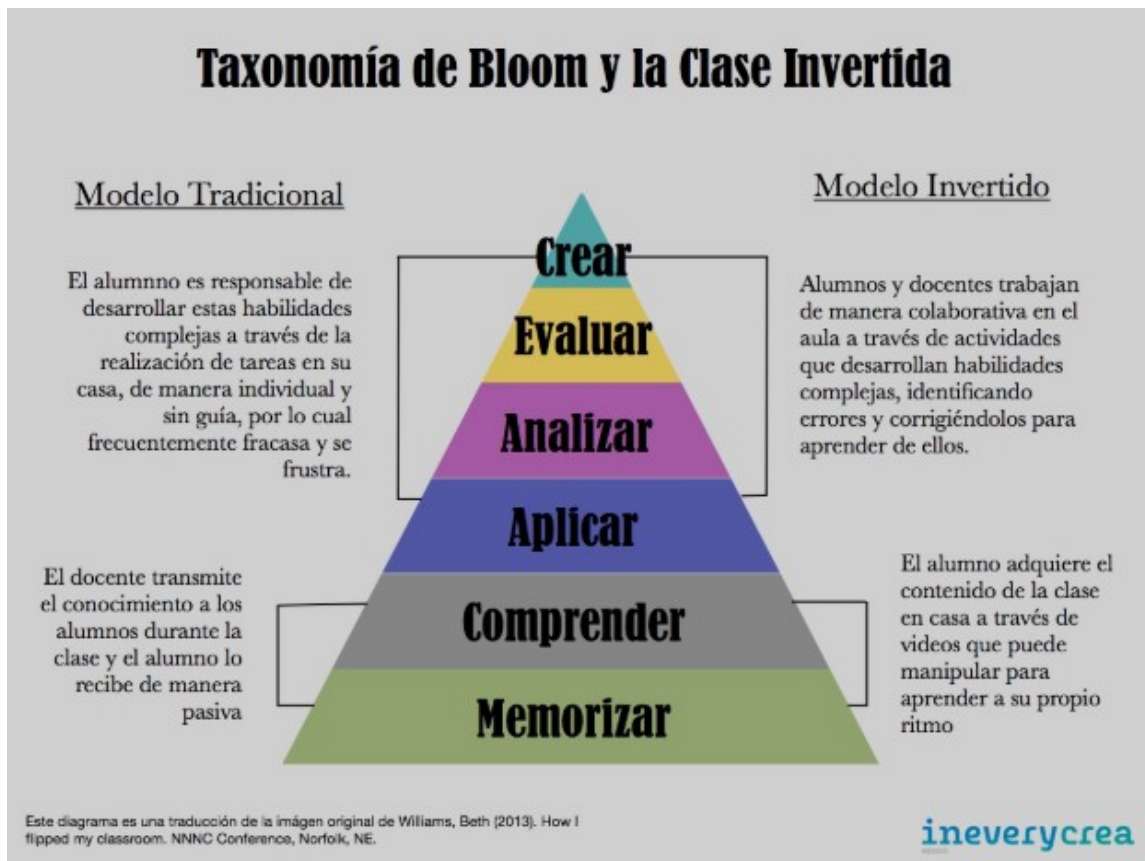 Taxonomía de Bloom y la Clase Invertida
Modelo Tradicional
El alumnno es responsable de
desarrollar estas habilidades
complejas a través de la
realización de tareas en su
casa, de manera individual y
sin guía, por lo cual
frecuentemente fracasa y se
frustra.
El docente transmite
el conocimiento a los
alumnos durante la
clase y el alumno lo
recibe de manera
pasiva
Crear
Evaluar
Analizar
Aplicar
Comprender
Memorizar
Modelo Invertido
Alumnos y docentes trabajan
de manera colaborativa en el
aula a través de actividades
que desarrollan habilidades
complejas, identificando
errores y corrigiéndolos para
aprender de ellos.
El alumno adquiere el
contenido de la clase
en casa a través de
videos que puede
manipular para
aprender a su propio
ritmo
Este diagrama es una traducción de la imágen original de Williams, Beth (2013). How I
flipped my classroom. NNNC Conference, Norfolk, NE.
ineverycrea